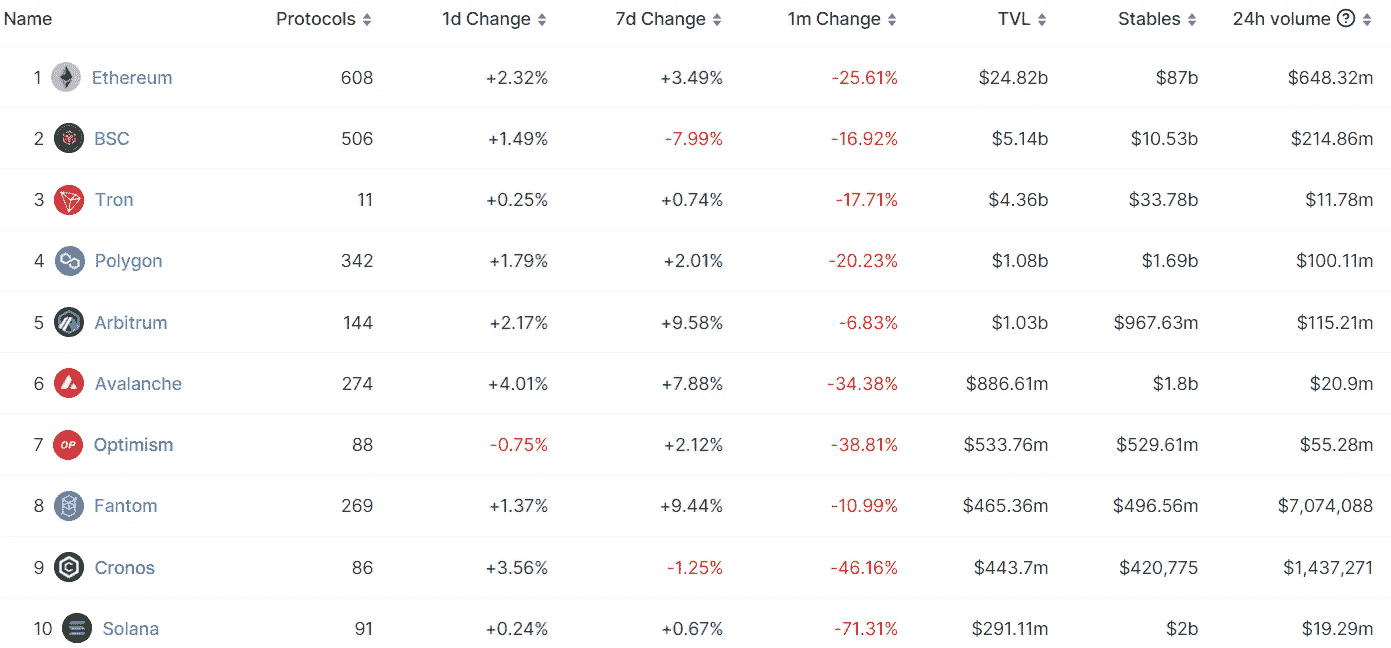 Name Protocols 1d Change 7d Change 1m Change TVL Stables 24h volume ?
1 Ethereum 608 +2.32% +3.49% -25.61% $24.82b $87b $648.32m
2 BSC 506 +1.49% -7.99% -16.92% $5.14b $10.53b $214.86m
3 Tron 11 +0.25% +0.74% -17.71% $4.36b $33.78b $11.78m
4 Polygon 342 +1.79% +2.01% -20.23% $1.08b $1.69b $100.11m
5 Arbitrum 144 +2.17% +9.58% -6.83% $1.03b $967.63m $115.21m
6 Avalanche 274 +4.01% +7.88% -34.38% $886.61m $1.8b $20.9m
7 OP Optimism 88 -0.75% +2.12% -38.81% $533.76m $529.61m $55.28m
8 Fantom 269 +1.37% +9.44% -10.99% $465.36m $496.56m $7,074,088
9 Cronos 86 +3.56% -1.25% -46.16% $443.7m $420,775 $1,437,271
10 Solana 91 +0.24% +0.67% -71.31% $291.11m $2b $19.29m